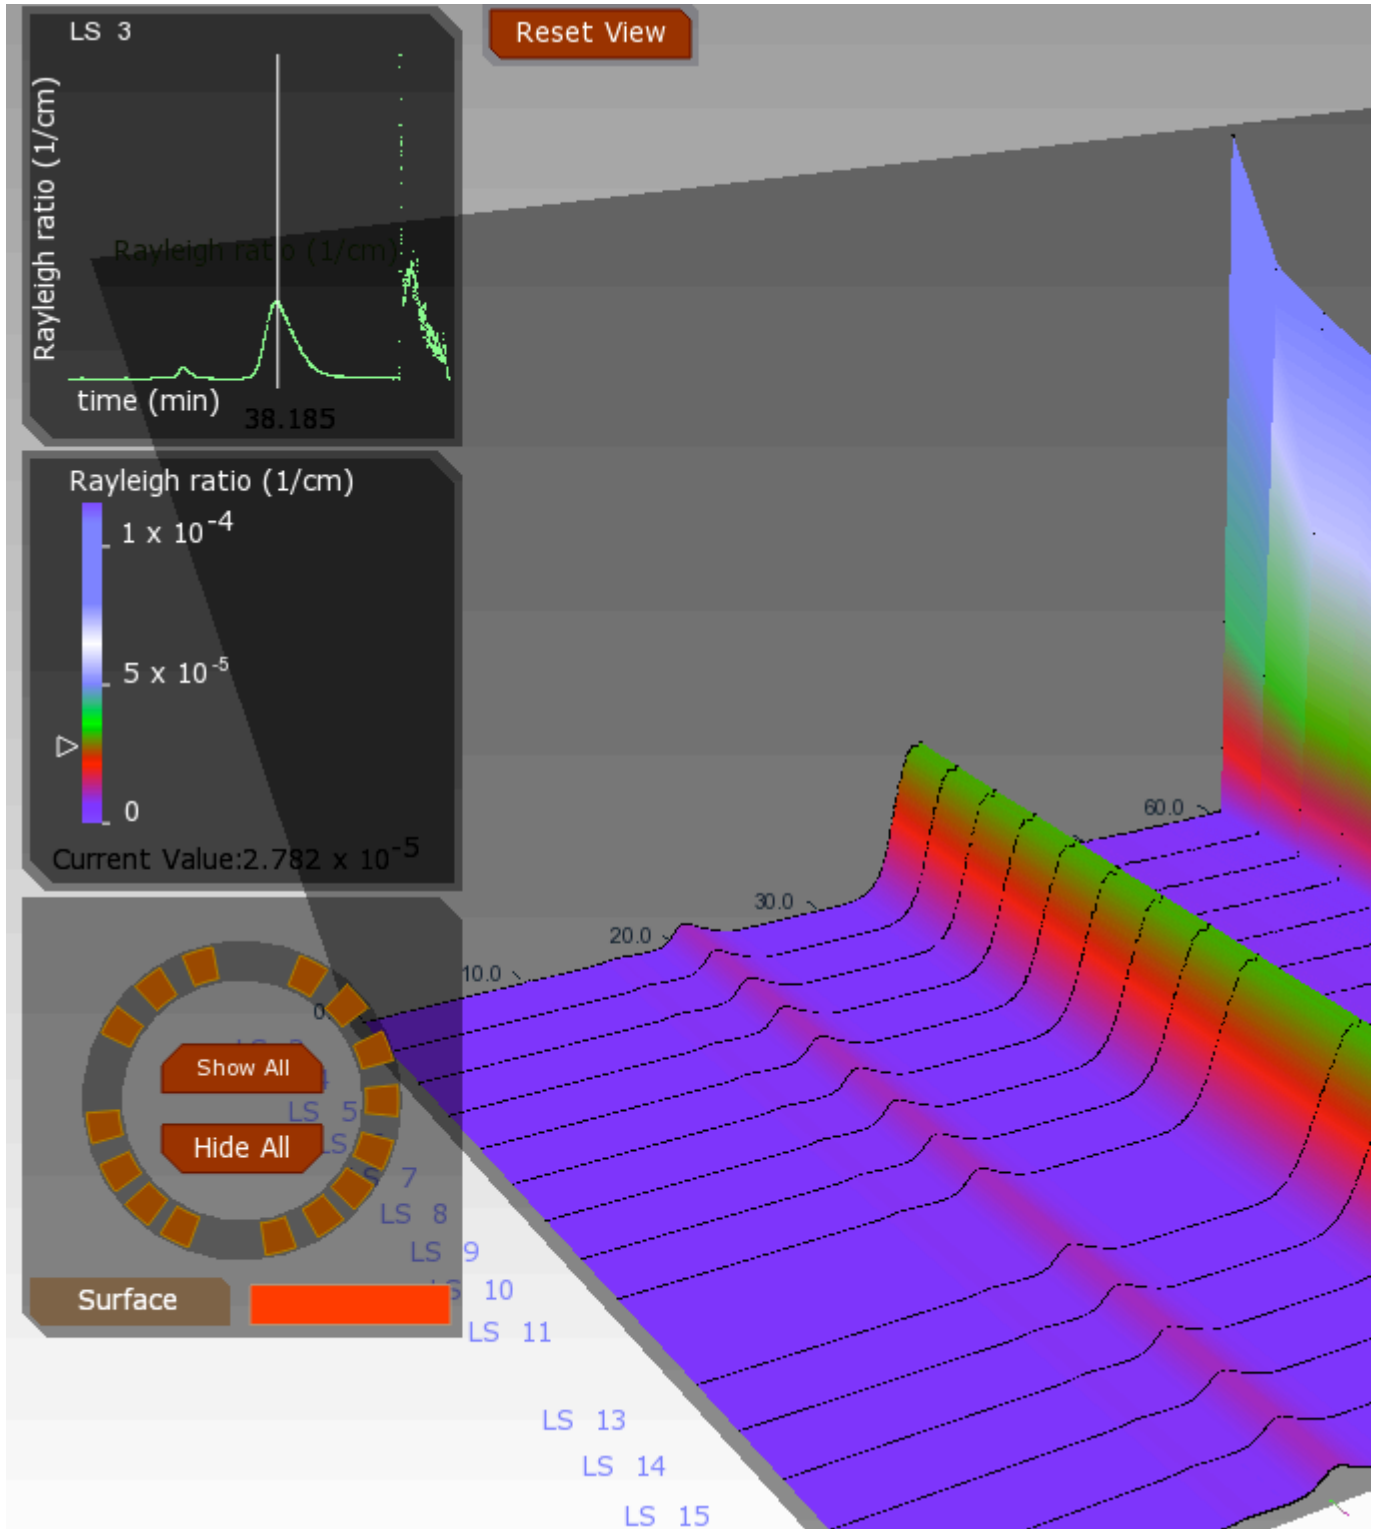 LS 3
Reset View
Rayleigh ratio (1/cm)
Rayleigh ratio (1/cm)
time (min)
38.185
Rayleigh ratio (1/cm)
1 x 10-4
5 x 10-5
0
Current Value:2.782 x 10-5
60.0
30.0
20.0
10.0
Show All
LS 5
Hide All
7
LS 8
LS 9
LS 10
Surface
LS 11
LS 13
LS 14
LS 15